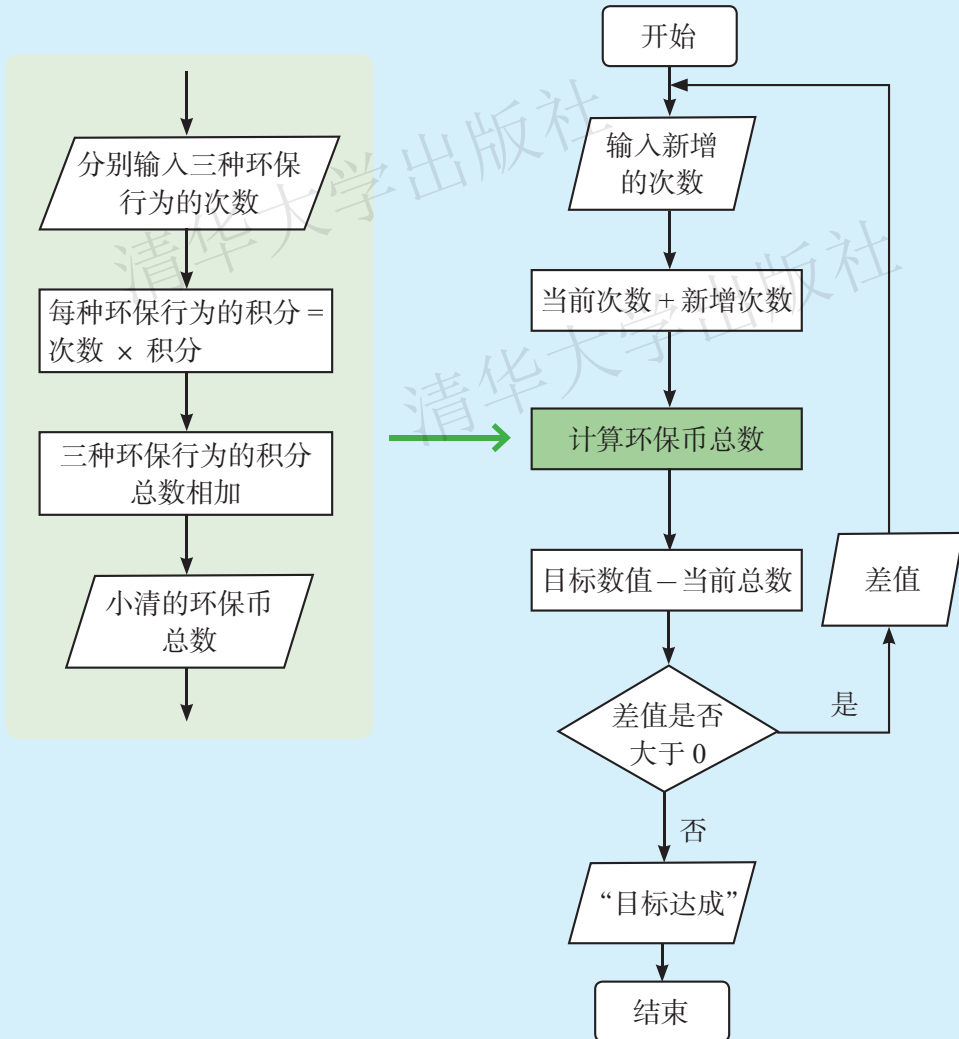 分别输入三种环保
行为的次数
每种环保行为的积分 =
次数 × 积分
三种环保行为的积分
总数相加
小清的环保币
总数
开始
输入新增
的次数
当前次数 + 新增次数
计算环保币总数
目标数值 – 当前总数
差值
差值是否
大于 0
是
否
“目标达成”
结束
清华大学出版社
清华大学出版社